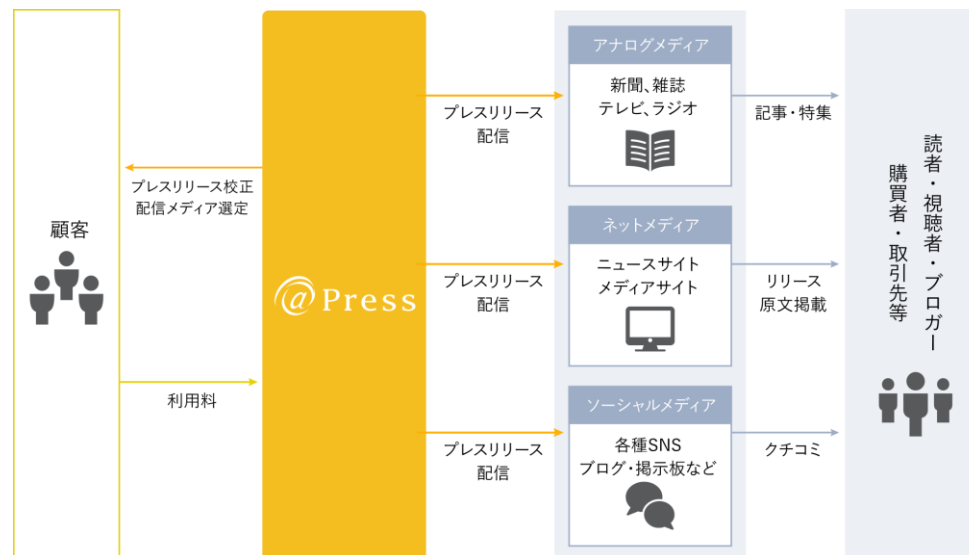 顧客
プレスリリース校正
配信メディア選定
利用料
@Press
プレスリリース
配信
プレスリリース
配信
プレスリリース
配信
アナログメディア
新聞、雑誌
テレビ、ラジオ
ネットメディア
ニュースサイト
メディアサイト
ソーシャルメディア
各種SNS
ブログ・掲示板など
記事・特集
リリース
原文掲載
クチコミ
読者・視聴者・ブロガー
購買者・取引先等